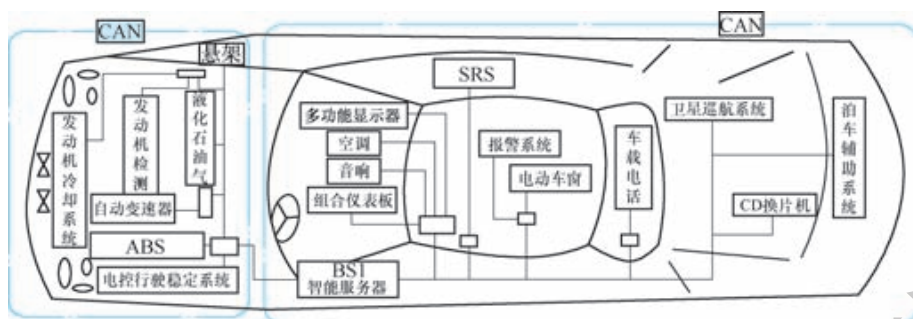 CAN
CAN
悬架
SRS
发动机冷却系统
发动机检测
液化石油气
多功能显示器
空调
音响
组合仪表板
报警系统
电动车窗
车载电话
卫星巡航系统
泊车辅助系统
自动变速器
CD换片机
ABS
电控行驶稳定系统
BS1
智能服务器